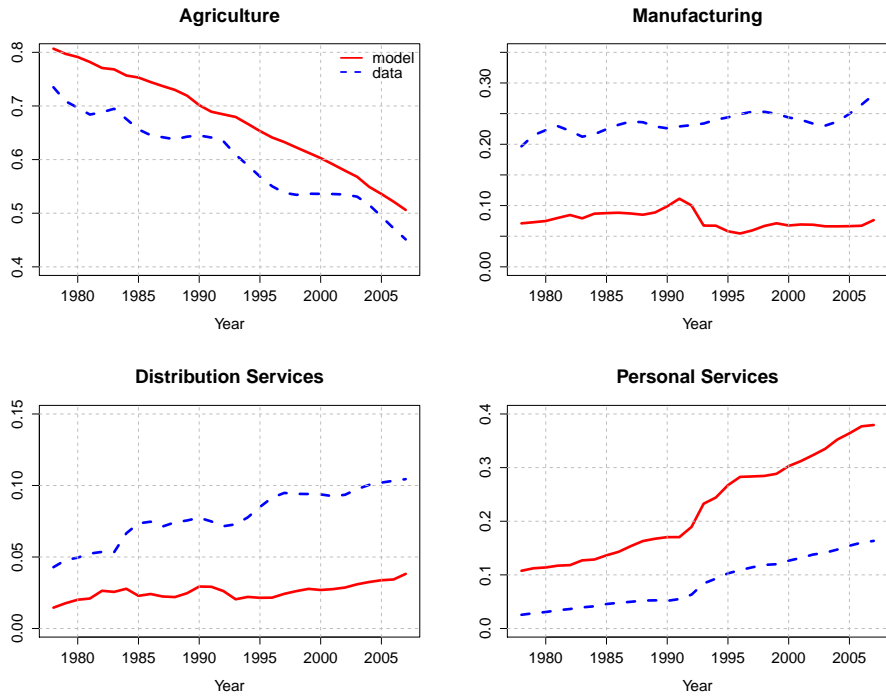 Agriculture
model
data
0.4 0.5 0.6 0.7 0.8
1980 1985 1990 1995 2000 2005
Year
Manufacturing
0.00 0.10 0.20 0.30
1980 1985 1990 1995 2000 2005
Year
Distribution Services
0.00 0.05 0.10 0.15
1980 1985 1990 1995 2000 2005
Year
Personal Services
0.0 0.1 0.2 0.3 0.4
1980 1985 1990 1995 2000 2005
Year